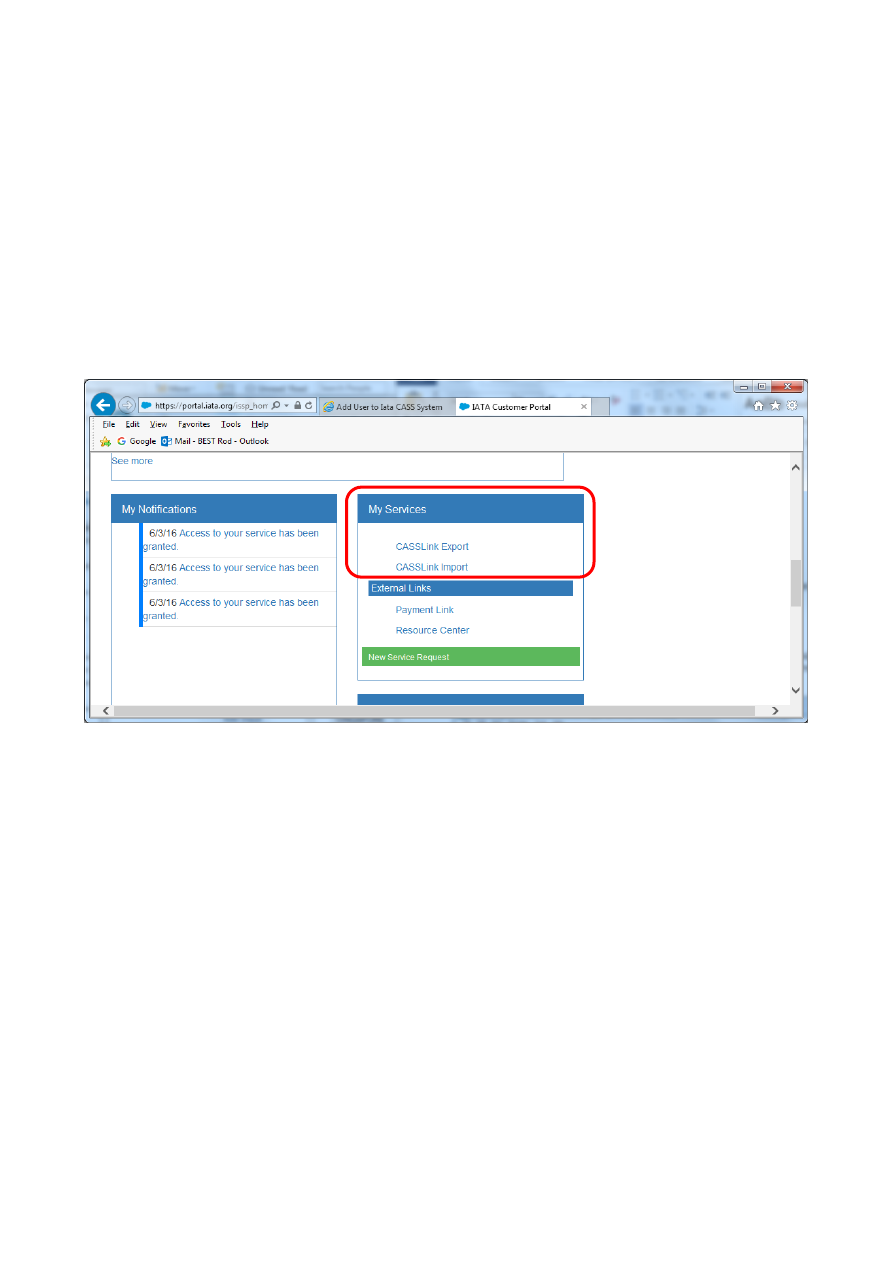 https://portal.iata.org/issp_hom
Add User to Iata CASS System
IATA Customer Portal
File Edit View Favorites Tools Help
Google Mail - BEST Rod - Outlook
See more
My Notifications
6/3/16 Access to your service has been
granted.
6/3/16 Access to your service has been
granted.
6/3/16 Access to your service has been
granted.
My Services
CASSLink Export
CASSLink Import
External Links
Payment Link
Resource Center
New Service Request